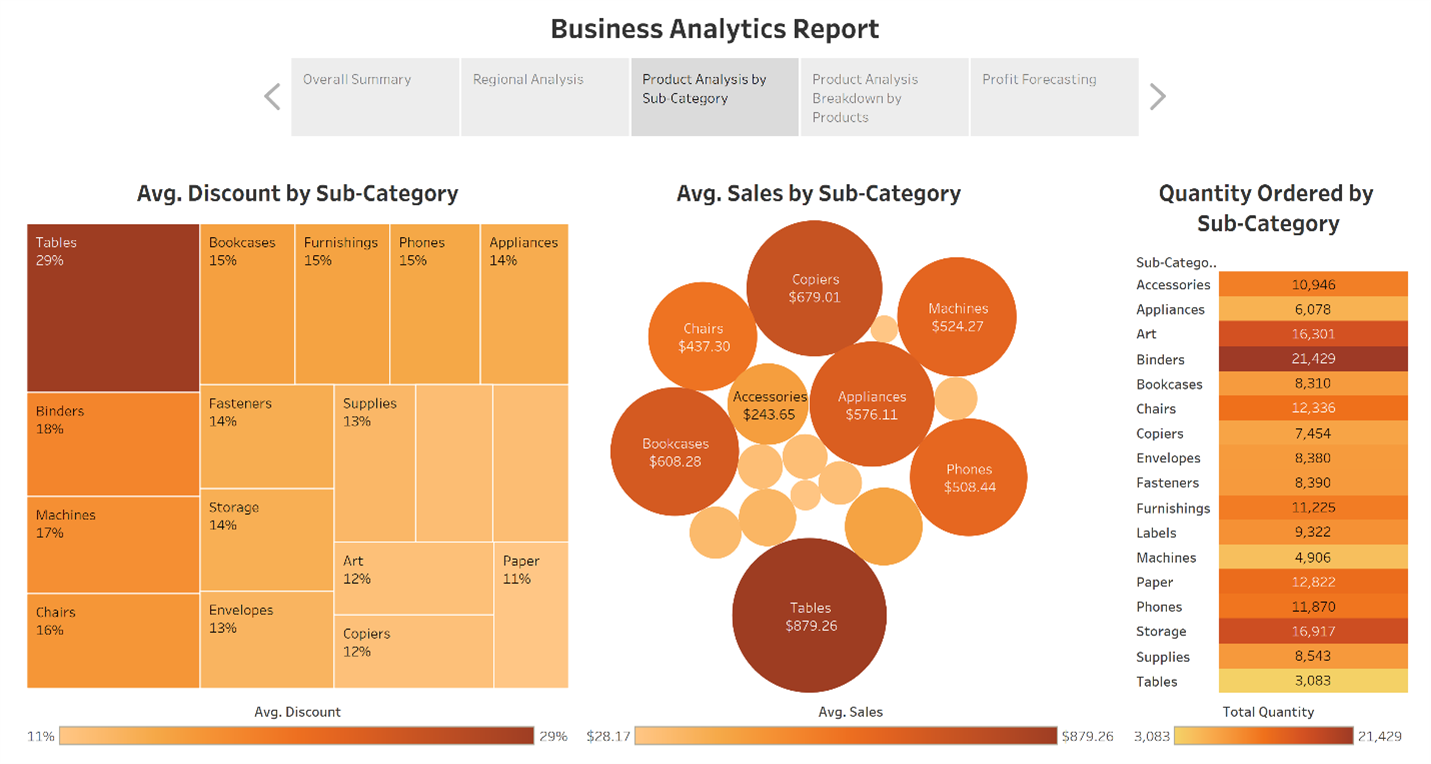 Business Analytics Report
Overall Summary
Regional Analysis
Product Analysis by
Sub-Category
Product Analysis
Breakdown by
Products
Profit Forecasting
Avg. Discount by Sub-Category
Tables
29%
Bookcases
15%
Furnishings
15%
Phones
15%
Appliances
14%
Binders
18%
Fasteners
14%
Supplies
13%
Machines
17%
Storage
14%
Art
12%
Paper
11%
Chairs
16%
Envelopes
13%
Copiers
12%
Avg. Discount
11%
29%
Avg. Sales by Sub-Category
Copiers
$679.01
Machines
$524.27
Chairs
$437.30
Accessories
$243.65
Appliances
$576.11
Bookcases
$608.28
Phones
$508.44
Tables
$879.26
Avg. Sales
$28.17
$879.26
Quantity Ordered by
Sub-Category
Sub-Catego..
Accessories 10,946
Appliances 6,078
Art 16,301
Binders 21,429
Bookcases 8,310
Chairs 12,336
Copiers 7,454
Envelopes 8,380
Fasteners 8,390
Furnishings 11,225
Labels 9,322
Machines 4,906
Paper 12,822
Phones 11,870
Storage 16,917
Supplies 8,543
Tables 3,083
Total Quantity
3,083
21,429